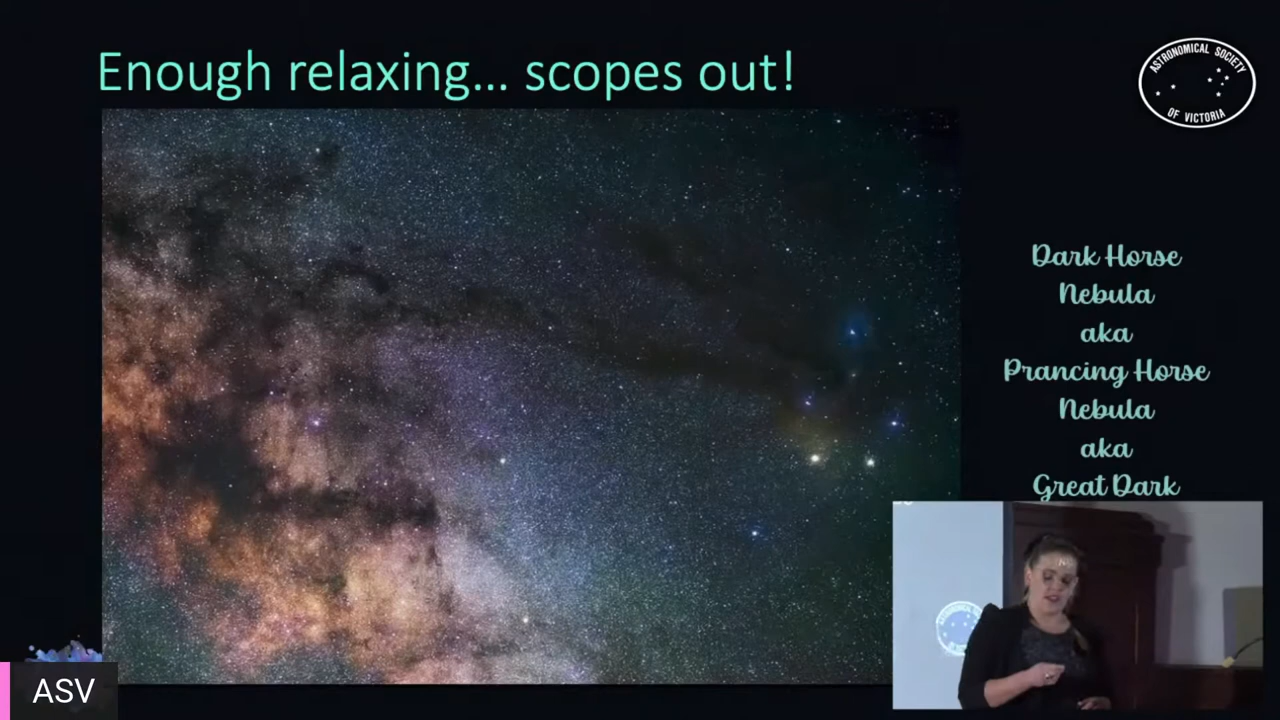 Enough relaxing... scopes out!
ASTRONOMICAL SOCIETY
OF VICTORIA
Dark Horse
Nebula
aka
Prancing Horse
Nebula
aka
Great Dark
ASV